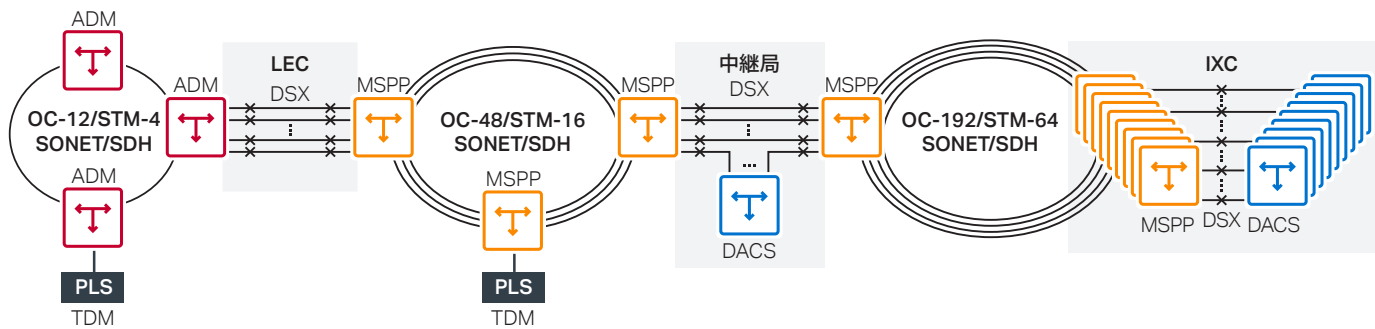 ADM
OC-12/STM-4
SONET/SDH
ADM
ADM
PLS
TDM
LEC
DSX
MSPP
OC-48/STM-16
SONET/SDH
MSPP
PLS
TDM
MSPP
中継局
DSX
DACS
MSPP
OC-192/STM-64
SONET/SDH
IXC
MSPP
DSX
DACS